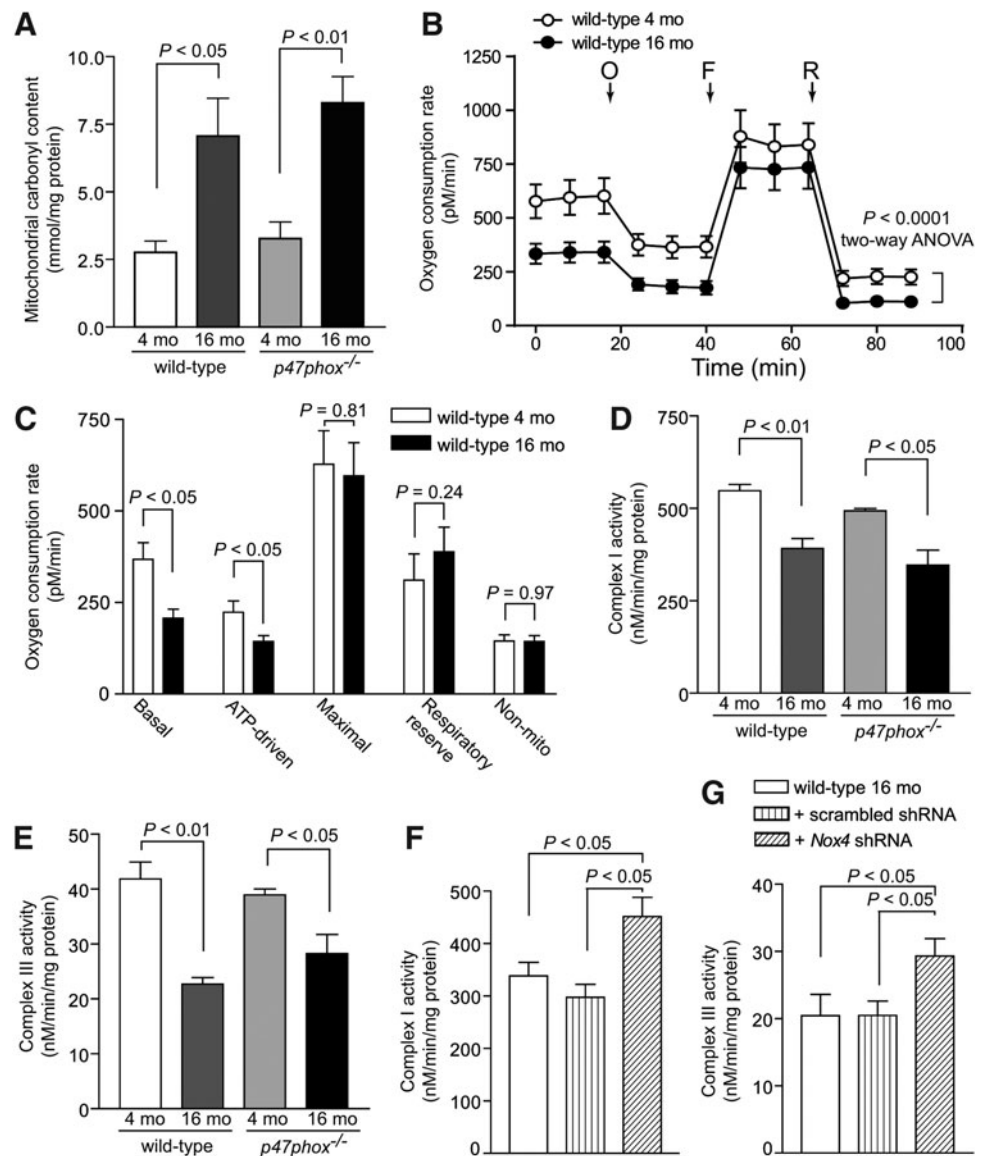 A
Mitochondrial carbonyl content
(mmol/mg protein)
10.0
7.5
5.0
2.5
0.0
P < 0.05
P < 0.01
4 mo 16 mo 4 mo 16 mo
wild-type p47phox-/-
B
wild-type 4 mo
wild-type 16 mo
Oxygen consumption rate
(pM/min)
1250
1000
750
500
250
0
O F R
P < 0.0001
two-way ANOVA
0 20 40 60 80 100
Time (min)
C
wild-type 4 mo
wild-type 16 mo
Oxygen consumption rate
(pM/min)
750
500
250
0
P < 0.05
P < 0.05
P = 0.81
P = 0.24
P = 0.97
Basal
ATP-driven
Maximal
Respiratory
reserve
Non-mito
D
Complex I activity
(nM/min/mg protein)
750
500
250
0
P < 0.01
P < 0.05
4 mo 16 mo 4 mo 16 mo
wild-type p47phox-/-
E
Complex III activity
(nM/min/mg protein)
50
40
30
20
10
0
P < 0.01
P < 0.05
4 mo 16 mo 4 mo 16 mo
wild-type p47phox-/-
F
Complex I activity
(nM/min/mg protein)
500
400
300
200
100
0
P < 0.05
P < 0.05
G
wild-type 16 mo
+ scrambled shRNA
+ Nox4 shRNA
Complex III activity
(nM/min/mg protein)
40
30
20
10
0
P < 0.05
P < 0.05